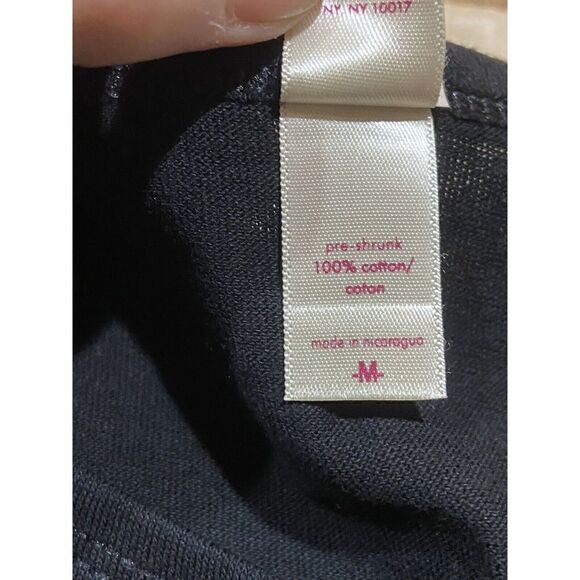 NY, NY 10017
pre-shrunk
100% cotton/
coton
made in nicaragua
-M-